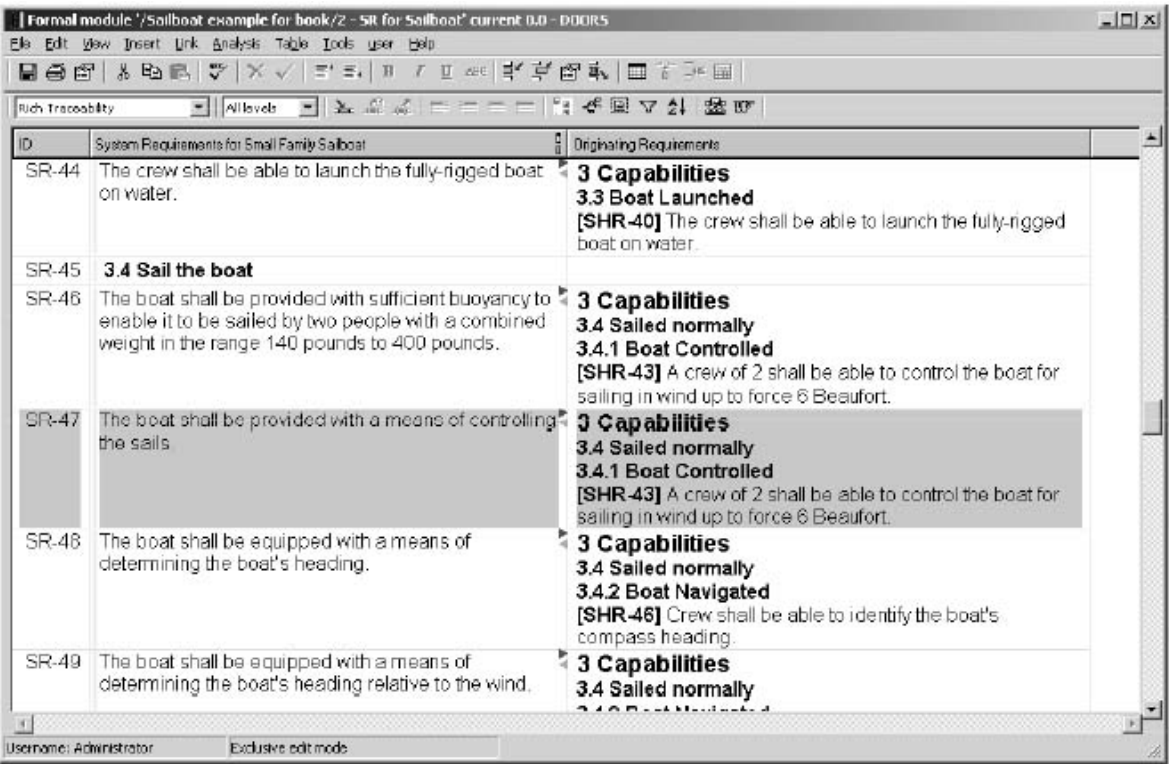 Formal module '/Sailboat example for book/2 - SR for Sailboat' current 0.0 - DOORS
File Edit View Insert Link Analysis Table Tools user Help
Rich Traceability All levels
ID System Requirements for Small Family Sailboat Originating Requirements
SR-44 The crew shall be able to launch the fully-rigged boat
on water.
3 Capabilities
3.3 Boat Launched
[SHR-40] The crew shall be able to launch the fully-rigged
boat on water.
SR-45 3.4 Sail the boat
SR-46 The boat shall be provided with sufficient buoyancy to
enable it to be sailed by two people with a combined
weight in the range 140 pounds to 400 pounds.
3 Capabilities
3.4 Sailed normally
3.4.1 Boat Controlled
[SHR-43] A crew of 2 shall be able to control the boat for
sailing in wind up to force 6 Beaufort.
SR-47 The boat shall be provided with a means of controlling
the sails
3 Capabilities
3.4 Sailed normally
3.4.1 Boat Controlled
[SHR-43] A crew of 2 shall be able to control the boat for
sailing in wind up to force 6 Beaufort.
SR-48 The boat shall be equipped with a means of
determining the boat's heading.
3 Capabilities
3.4 Sailed normally
3.4.2 Boat Navigated
[SHR-46] Crew shall be able to identify the boat's
compass heading.
SR-49 The boat shall be equipped with a means of
determining the boat's heading relative to the wind.
3 Capabilities
3.4 Sailed normally
Username: Administrator Exclusive edit mode